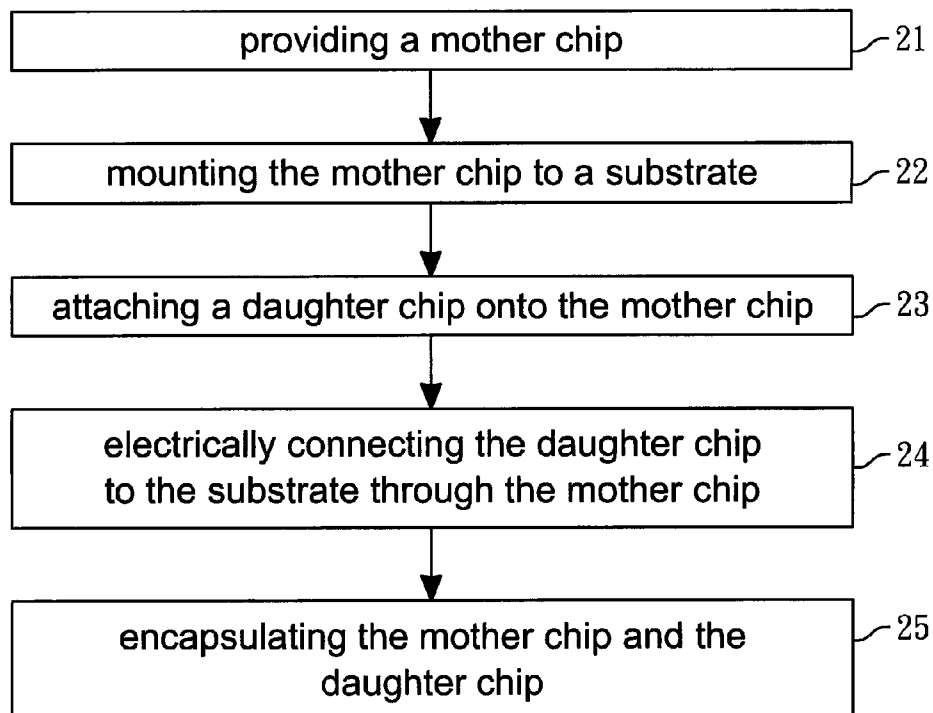 providing a mother chip 21
mounting the mother chip to a substrate 22
attaching a daughter chip onto the mother chip 23
electrically connecting the daughter chip
to the substrate through the mother chip 24
encapsulating the mother chip and the
daughter chip 25